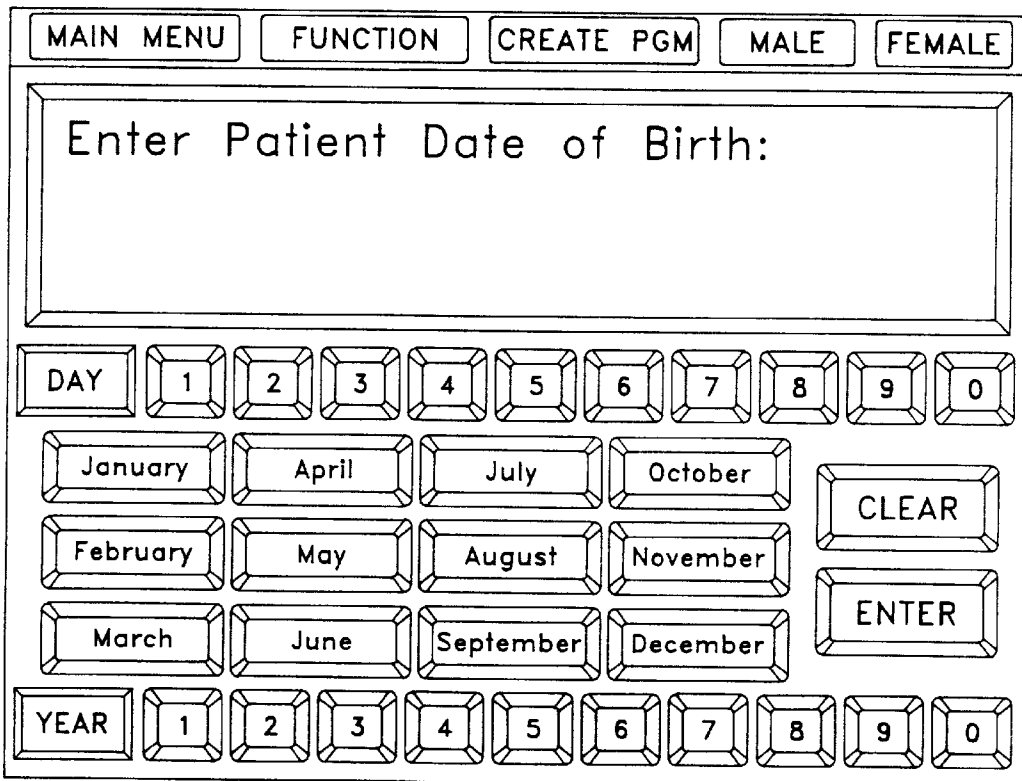 MAIN MENU FUNCTION CREATE PGM MALE FEMALE
Enter Patient Date of Birth:
DAY 1 2 3 4 5 6 7 8 9 0
January April July October
CLEAR
February May August November
ENTER
March June September December
YEAR 1 2 3 4 5 6 7 8 9 0